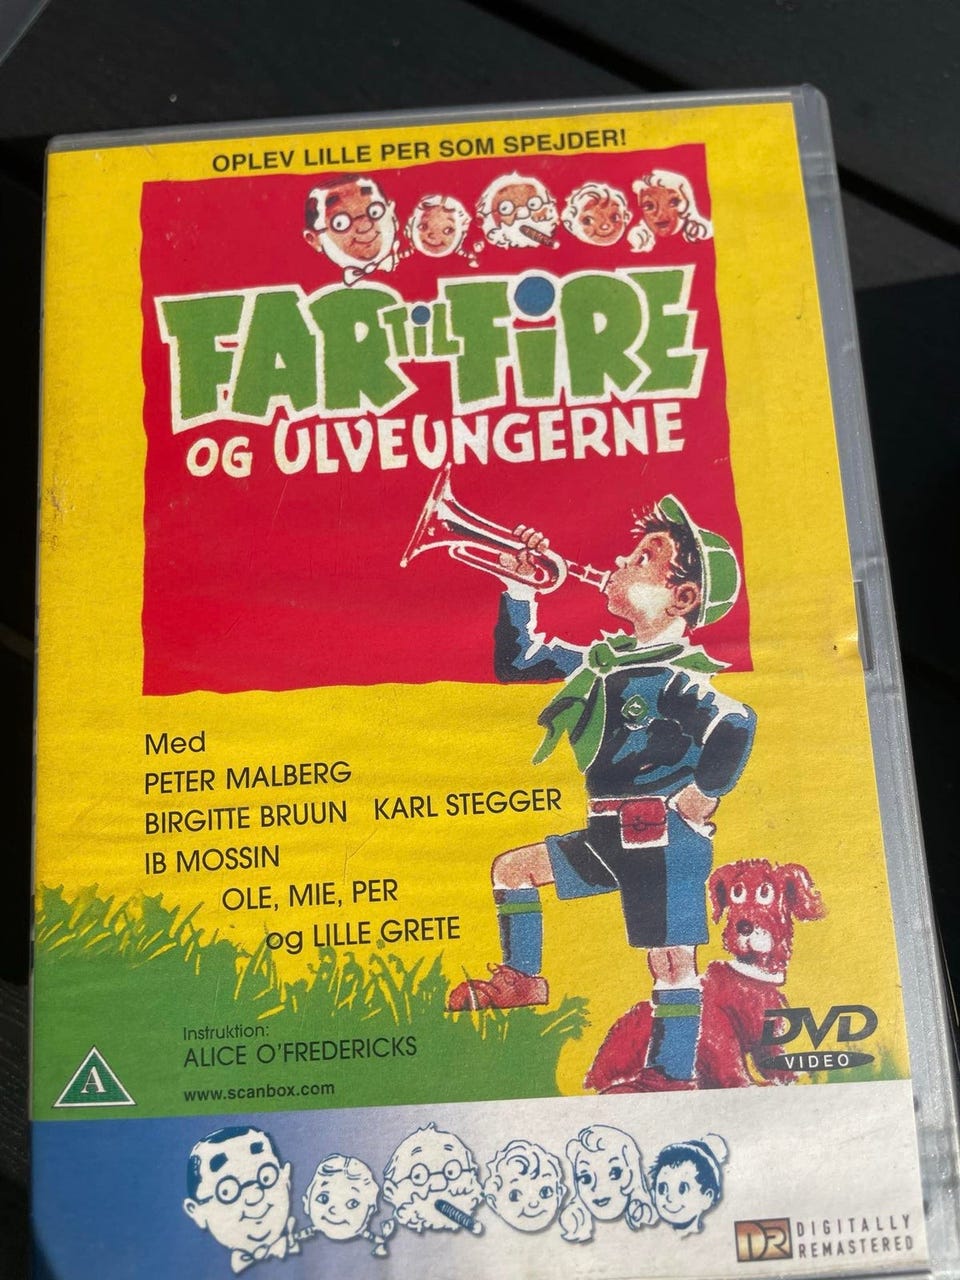 OPLEV LILLE PER SOM SPEJDER!
FAR TiL FiRE
OG ULVEUNGERNE
Med
PETER MALBERG
BIRGITTE BRUUN KARL STEGGER
IB MOSSIN
OLE, MIE, PER
og LILLE GRETE
Instruktion:
ALICE O'FREDERICKS
www.scanbox.com
A
DVD
VIDEO
DR DIGITALLY
REMASTERED